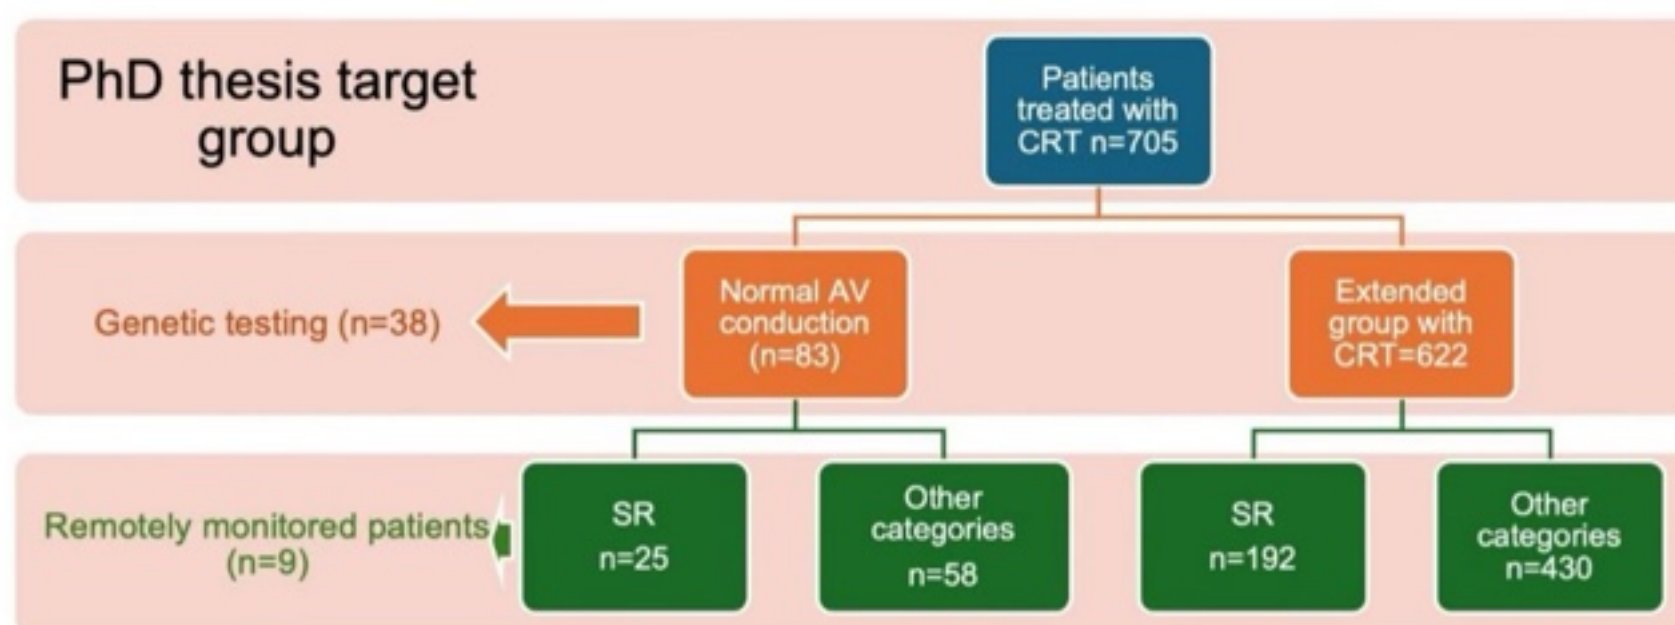 PhD thesis target
group
Patients
treated with
CRT n=705
Genetic testing (n=38)
Normal AV
conduction
(n=83)
Extended
group with
CRT=622
Remotely monitored patients
(n=9)
SR
n=25
Other
categories
n=58
SR
n=192
Other
categories
n=430